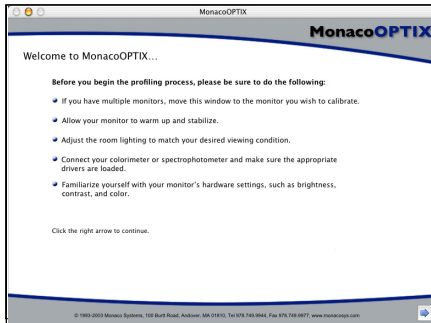 MonacoOPTIX
MonacoOPTIX
Welcome to MonacoOPTIX...
Before you begin the profiling process, please be sure to do the following:
If you have multiple monitors, move this window to the monitor you wish to calibrate.
Allow your monitor to warm up and stabilize.
Adjust the room lighting to match your desired viewing condition.
Connect your colorimeter or spectrophotometer and make sure the appropriate
drivers are loaded.
Familiarize yourself with your monitor's hardware settings, such as brightness,
contrast, and color.
Click the right arrow to continue.
© 1993-2003 Monaco Systems, 100 Burtt Road, Andover, MA 01810, Tel 978.749.9944, Fax 978.749.9977, www.monacosys.com